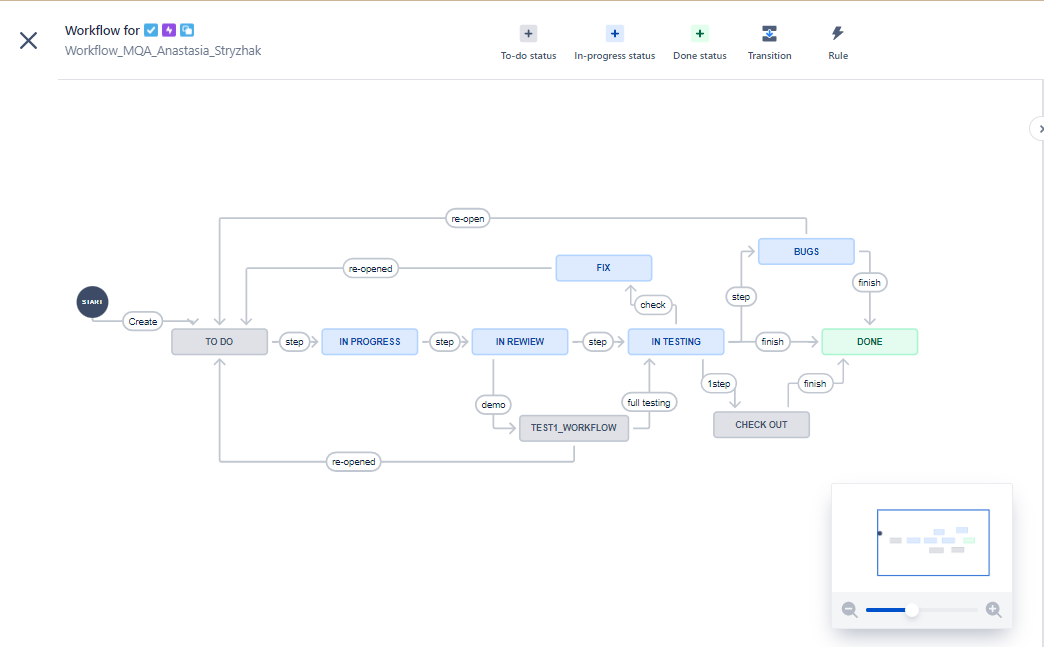 Workflow for
Workflow_MQA_Anastasia_Stryzhak
To-do status
In-progress status
Done status
Transition
Rule
re-open
BUGS
re-opened
FIX
finish
START
check
step
Create
TO DO
step
IN PROGRESS
step
IN REWIEW
step
IN TESTING
finish
DONE
1step
finish
demo
full testing
TEST1_WORKFLOW
CHECK OUT
re-opened